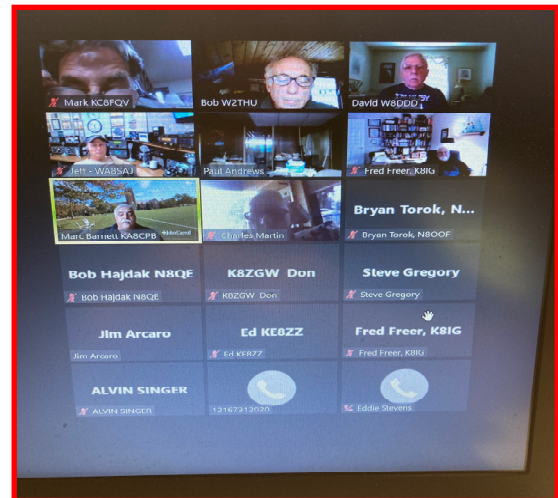 Mark KC8FQV
Bob W2THU
David W8DDD
Jeff - WA8SAJ
Paul Andrews
Fred Freer, K8IG
Marc Barnett KA8CPB
John Carroll
Charles Martin
Bryan Torok, N...
Bryan Torok, N8OOF
Bob Hajdak N8QE
Bob Hajdak N8QE
K8ZGW Don
K8ZGW Don
Steve Gregory
Steve Gregory
Jim Arcaro
Jim Arcaro
Ed KE8ZZ
Ed KE8ZZ
Fred Freer, K8IG
Fred Freer, K8IG
ALVIN SINGER
ALVIN SINGER
Eddie Stevens